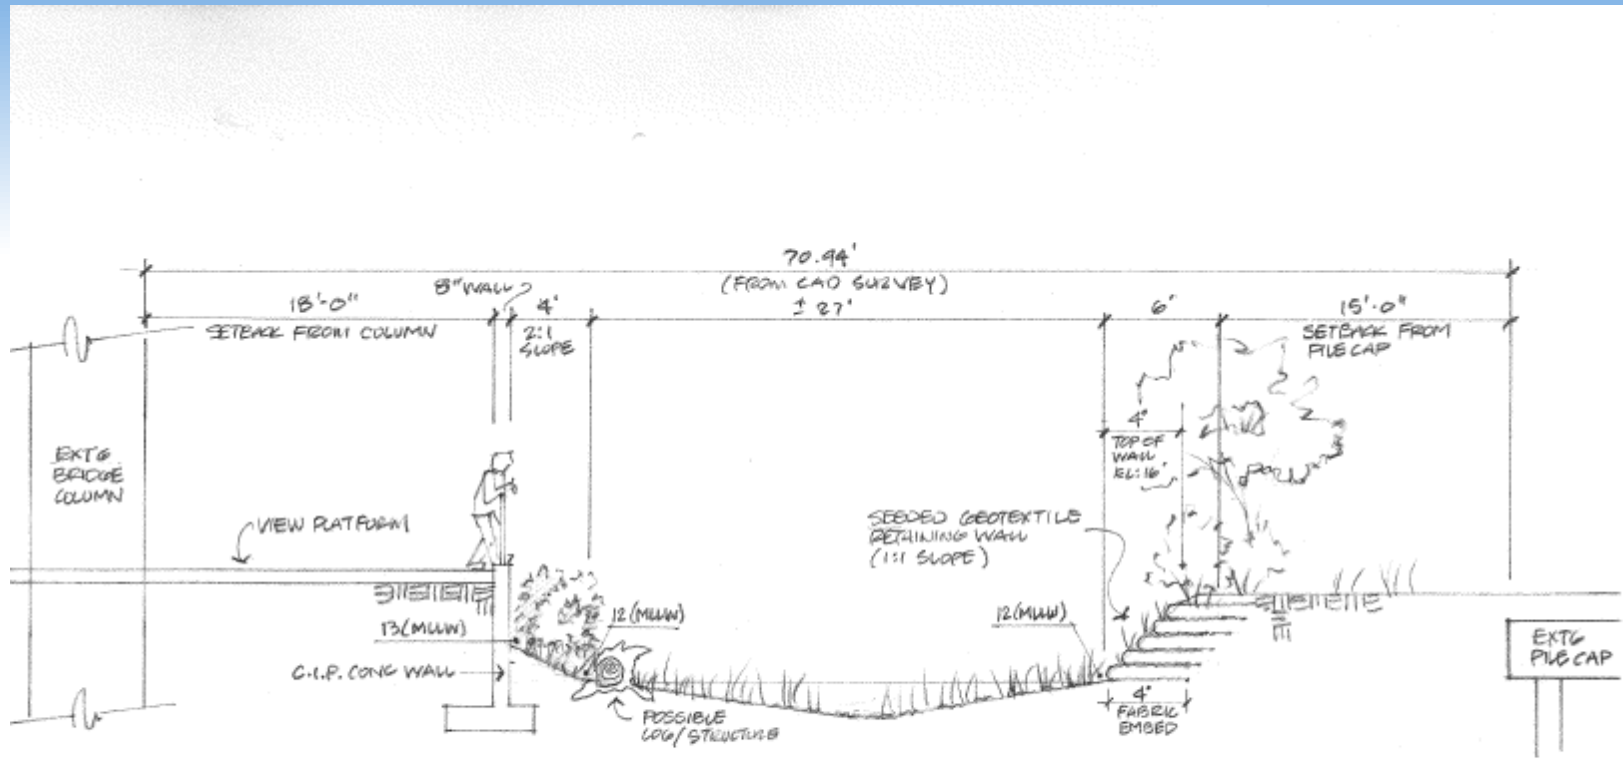 70.94'
(FROM CAD SURVEY)
8" WALL
18'-0"
SETBACK FROM COLUMN
4'
2:1
SLOPE
± 27'
6'
15'-0"
SETBACK FROM
PILE CAP
EXTG
BRIDGE
COLUMN
4'
TOP OF
WALL
EL: 16'
VIEW PLATFORM
SEEDED GEOTEXTILE
RETAINING WALL
(1:1 SLOPE)
13(MLLW)
12(MLLW)
12(MLLW)
C.I.P. CONC WALL
POSSIBLE
LOG/STRUCTURE
4'
FABRIC
EMBED
EXTG
PILE CAP